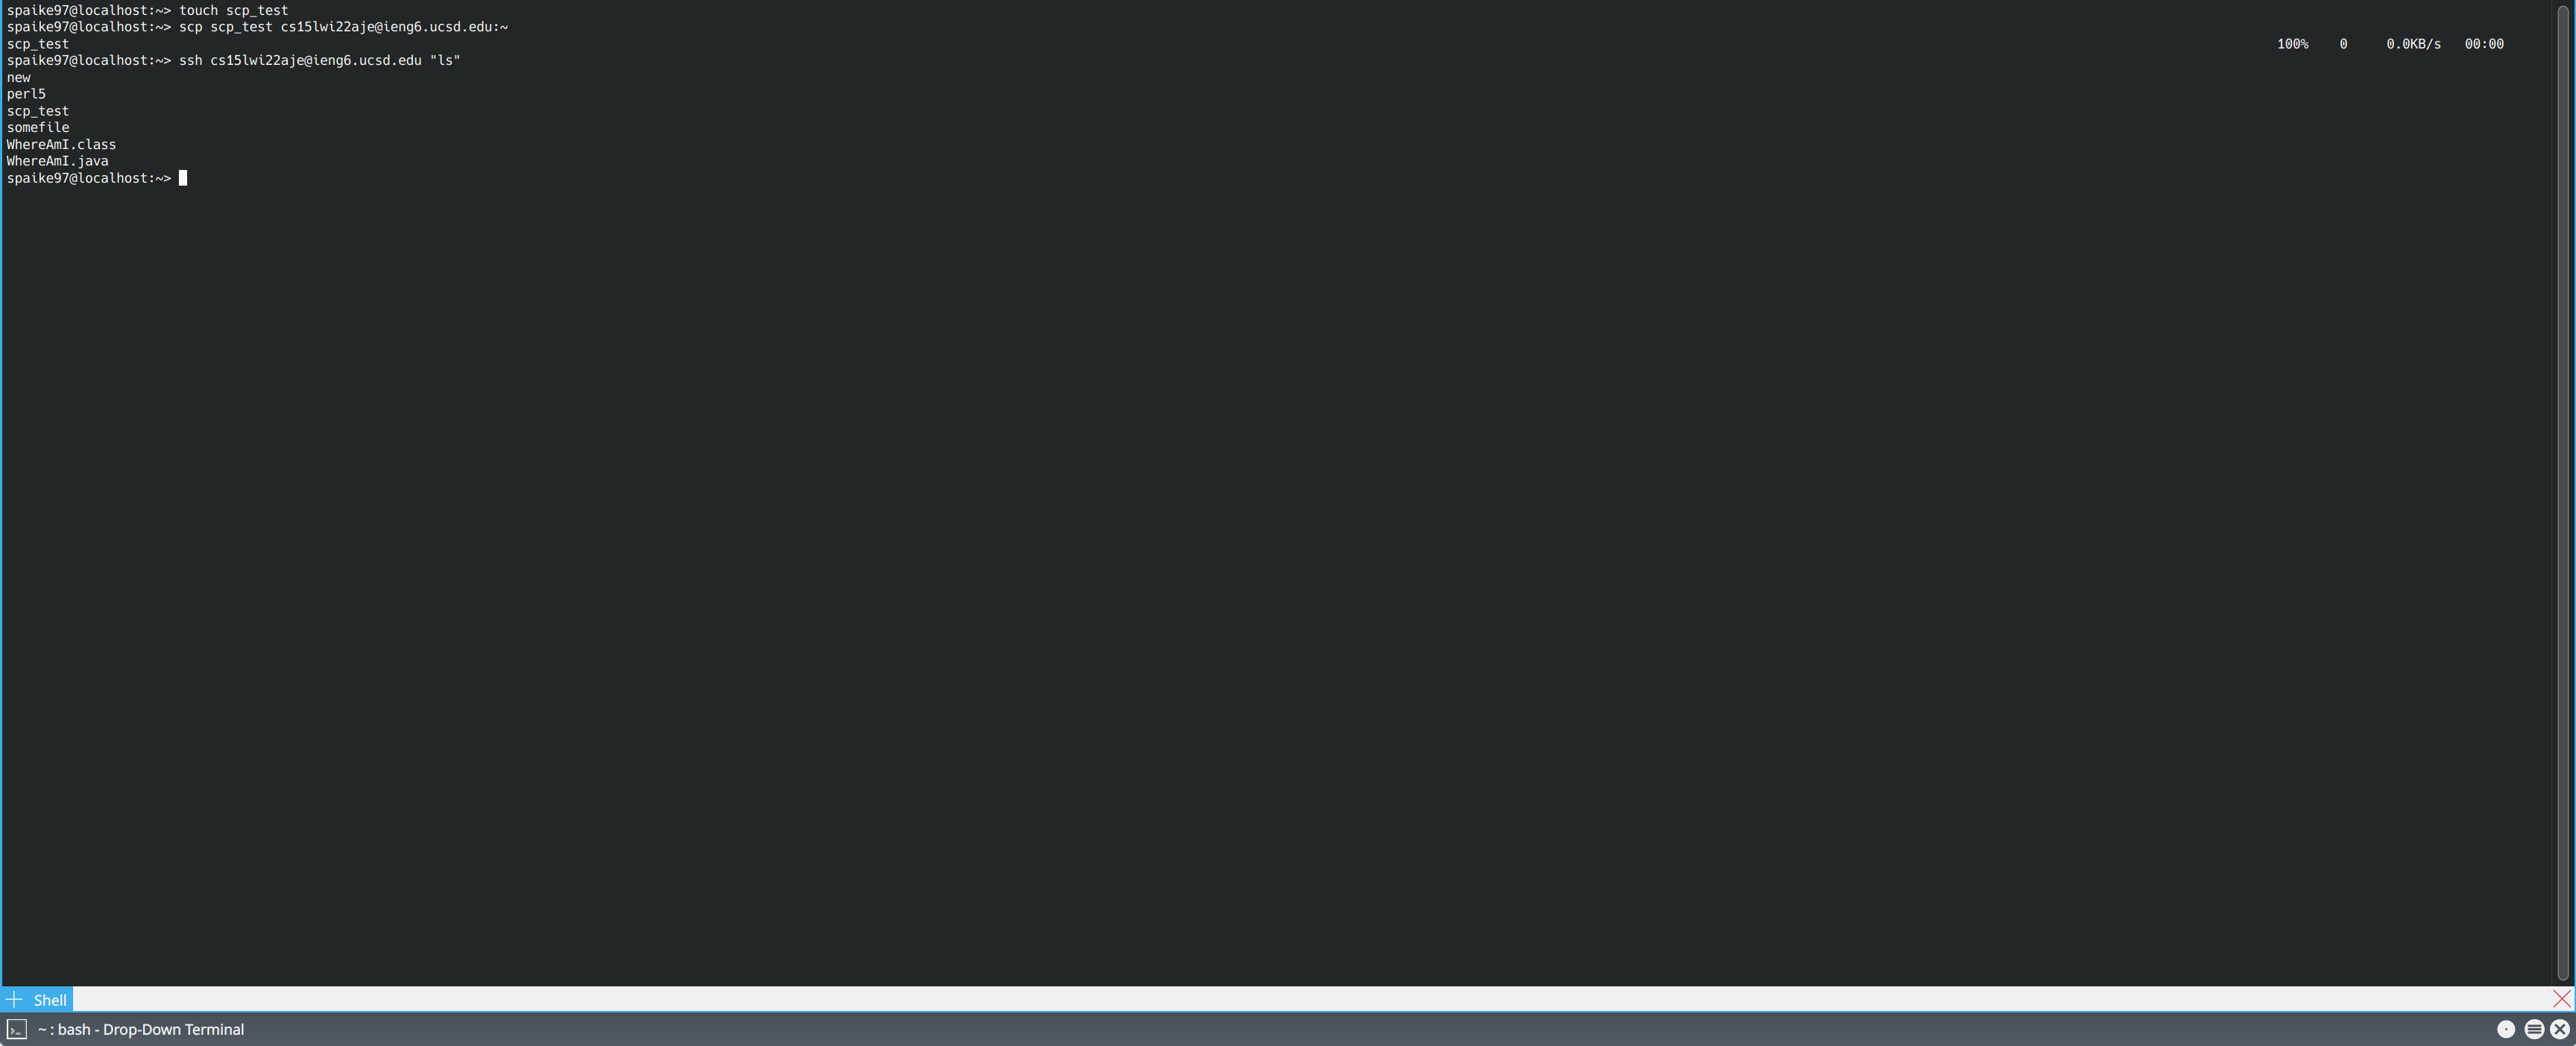 spaike97@localhost:~> touch scp_test
spaike97@localhost:~> scp scp_test cs15lwi22aje@ieng6.ucsd.edu:~
scp_test 100% 0 0.0KB/s 00:00
spaike97@localhost:~> ssh cs15lwi22aje@ieng6.ucsd.edu "ls"
new
perl5
scp_test
somefile
WhereAmI.class
WhereAmI.java
spaike97@localhost:~>
Shell
~ : bash - Drop-Down Terminal